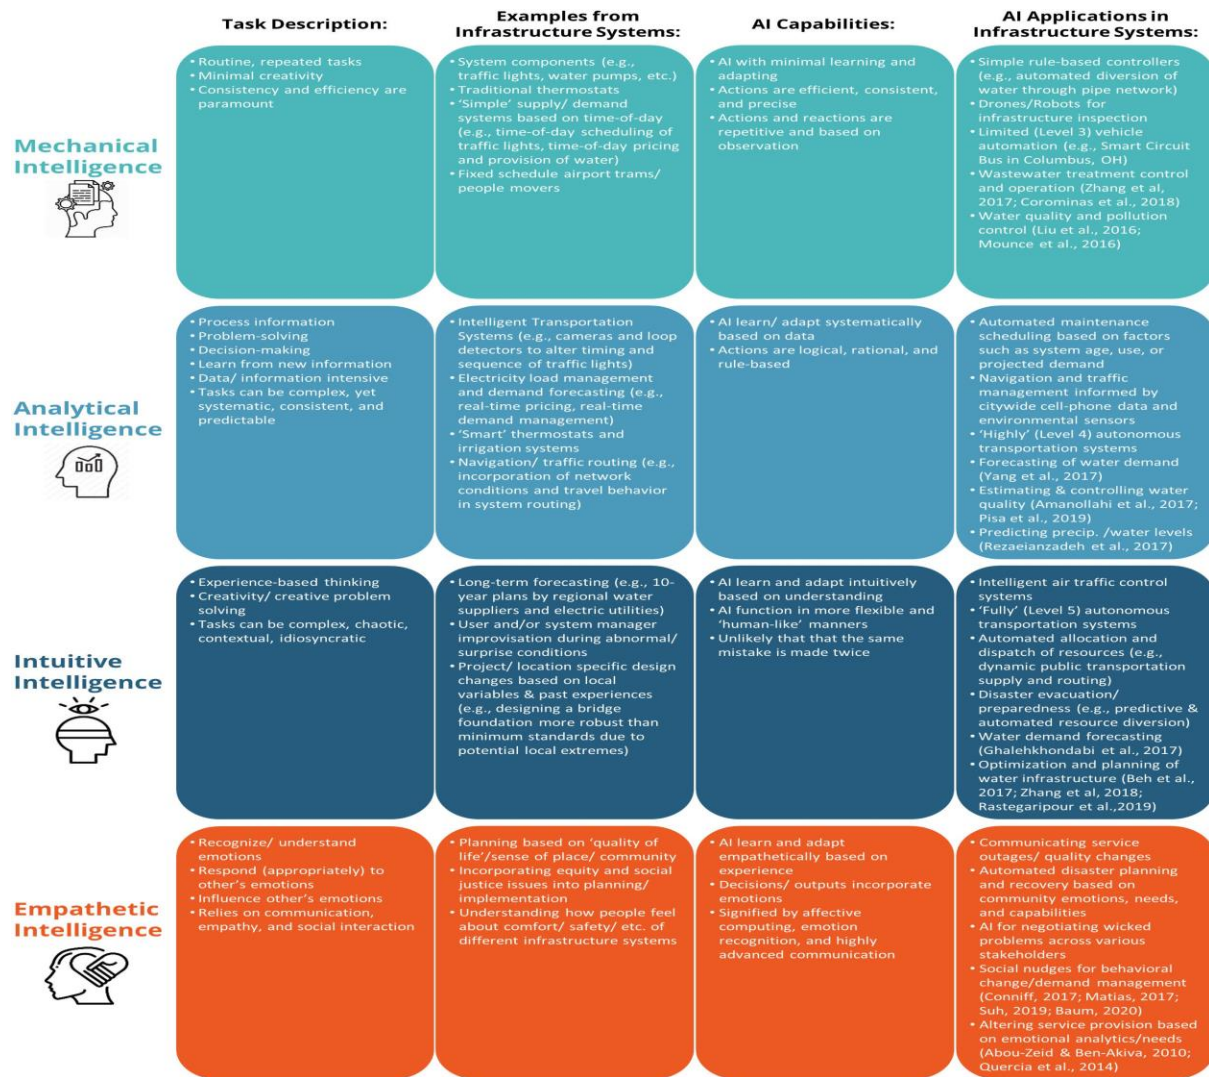 Task Description:
Examples from
Infrastructure Systems:
AI Capabilities:
AI Applications in
Infrastructure Systems:
Mechanical
Intelligence
• Routine, repeated tasks
• Minimal creativity
• Consistency and efficiency are
paramount
• System components (e.g.,
traffic lights, water pumps, etc.)
• Traditional thermostats
• ‘Simple’ supply/ demand
systems based on time-of-day
(e.g., time-of-day scheduling of
traffic lights, time-of-day pricing
and provision of water)
• Fixed schedule airport trams/
people movers
• AI with minimal learning and
adapting
• Actions are efficient, consistent,
and precise
• Actions and reactions are
repetitive and based on
observation
• Simple rule-based controllers
(e.g., automated diversion of
water through pipe network)
• Drones/Robots for
infrastructure inspection
• Limited (Level 3) vehicle
automation (e.g., Smart Circuit
Bus in Columbus, OH)
• Wastewater treatment control
and operation (Zhang et al,
2017; Corominas et al., 2018)
• Water quality and pollution
control (Liu et al., 2016;
Mounce et al., 2016)
Analytical
Intelligence
• Process information
• Problem-solving
• Decision-making
• Learn from new information
• Data/ information intensive
• Tasks can be complex, yet
systematic, consistent, and
predictable
• Intelligent Transportation
Systems (e.g., cameras and loop
detectors to alter timing and
sequence of traffic lights)
• Electricity load management
and demand forecasting (e.g.,
real-time pricing, real-time
demand management)
• ‘Smart’ thermostats and
irrigation systems
• Navigation/ traffic routing (e.g.,
incorporation of network
conditions and travel behavior
in system routing)
• AI learn/ adapt systematically
based on data
• Actions are logical, rational, and
rule-based
• Automated maintenance
scheduling based on factors
such as system age, use, or
projected demand
• Navigation and traffic
management informed by
citywide cell-phone data and
environmental sensors
• ‘Highly’ (Level 4) autonomous
transportation systems
• Forecasting of water demand
(Yang et al., 2017)
• Estimating & controlling water
quality (Amanollahi et al., 2017;
Pisa et al., 2019)
• Predicting precip. /water levels
(Rezaeianzadeh et al., 2017)
Intuitive
Intelligence
• Experience-based thinking
• Creativity/ creative problem
solving
• Tasks can be complex, chaotic,
contextual, idiosyncratic
• Long-term forecasting (e.g., 10-
year plans by regional water
suppliers and electric utilities)
• User and/or system manager
improvisation during abnormal/
surprise conditions
• Project/ location specific design
changes based on local
variables & past experiences
(e.g., designing a bridge
foundation more robust than
minimum standards due to
potential local extremes)
• AI learn and adapt intuitively
based on understanding
• AI function in more flexible and
‘human-like’ manners
• Unlikely that that the same
mistake is made twice
• Intelligent air traffic control
systems
• ‘Fully’ (Level 5) autonomous
transportation systems
• Automated allocation and
dispatch of resources (e.g.,
dynamic public transportation
supply and routing)
• Disaster evacuation/
preparedness (e.g., predictive &
automated resource diversion)
• Water demand forecasting
(Ghalehkhondabi et al., 2017)
• Optimization and planning of
water infrastructure (Beh et al.,
2017; Zhang et al, 2018;
Rastegaripour et al.,2019)
Empathetic
Intelligence
• Recognize/ understand
emotions
• Respond (appropriately) to
other’s emotions
• Influence other’s emotions
• Relies on communication,
empathy, and social interaction
• Planning based on ‘quality of
life’/sense of place/ community
• Incorporating equity and social
justice issues into planning/
implementation
• Understanding how people feel
about comfort/ safety/ etc. of
different infrastructure systems
• AI learn and adapt
empathetically based on
experience
• Decisions/ outputs incorporate
emotions
• Signified by affective
computing, emotion
recognition, and highly
advanced communication
• Communicating service
outages/ quality changes
• Automated disaster planning
and recovery based on
community emotions, needs,
and capabilities
• AI for negotiating wicked
problems across various
stakeholders
• Social nudges for behavioral
change/demand management
(Conniff, 2017; Matias, 2017;
Suh, 2019; Baum, 2020)
• Altering service provision based
on emotional analytics/needs
(Abou-Zeid & Ben-Akiva, 2010;
Quercia et al., 2014)